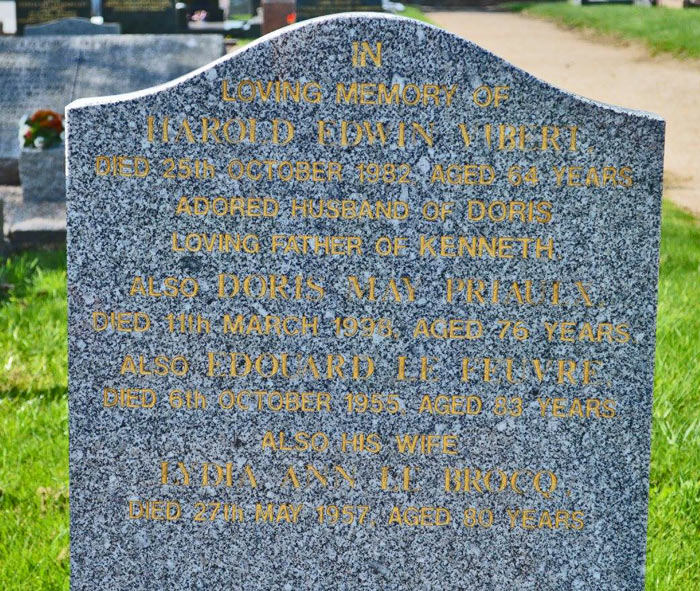 IN
LOVING MEMORY OF
HAROLD EDWIN VIBERT,
DIED 25th OCTOBER 1982, AGED 64 YEARS
ADORED HUSBAND OF DORIS
LOVING FATHER OF KENNETH.
ALSO DORIS MAY PRIAULX,
DIED 11th MARCH 1998, AGED 76 YEARS.
ALSO EDOUARD LE FEUVRE,
DIED 6th OCTOBER 1955, AGED 83 YEARS.
ALSO HIS WIFE
LYDIA ANN LE BROCQ,
DIED 27th MAY 1957, AGED 80 YEARS.